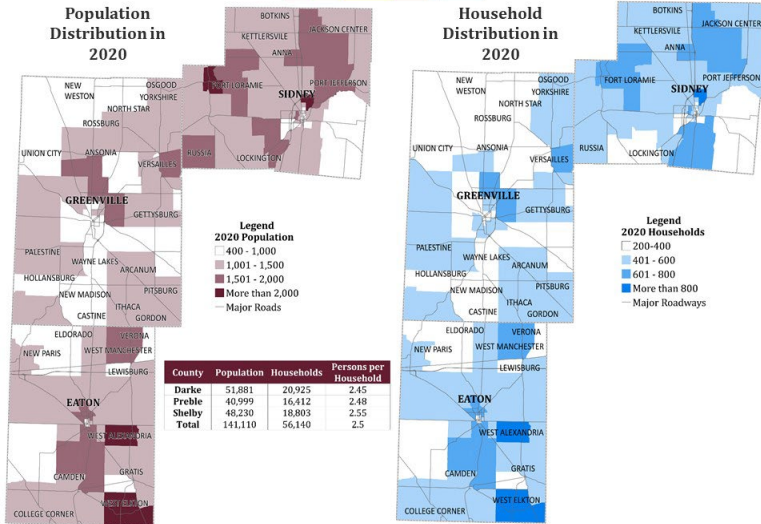 Population
Distribution in
2020
BOTKINS
KETTLERSVILLE
JACKSON CENTER
ANNA
FORT LORAMIE
PORT JEFFERSON
SIDNEY
NEW
WESTON
OSGOOD
YORKSHIRE
NORTH STAR
ROSSBURG
UNION CITY
ANSONIA
VERSAILLES
RUSSIA
LOCKINGTON
GREENVILLE
GETTYSBURG
PALESTINE
WAYNE LAKES
ARCANUM
HOLLANSBURG
NEW MADISON
PITSBURG
ITHACA
CASTINE
GORDON
ELDORADO
VERONA
NEW PARIS
WEST MANCHESTER
LEWISBURG
EATON
WEST ALEXANDRIA
GRATIS
CAMDEN
WEST ELKTON
COLLEGE CORNER
Legend
2020 Population
400 - 1,000
1,001 - 1,500
1,501 - 2,000
More than 2,000
Major Roads
County Population Households Persons per Household
Darke 51,881 20,925 2.45
Preble 40,999 16,412 2.48
Shelby 48,230 18,803 2.55
Total 141,110 56,140 2.5
Household
Distribution in
2020
BOTKINS
KETTLERSVILLE
JACKSON CENTER
ANNA
FORT LORAMIE
PORT JEFFERSON
SIDNEY
NEW
WESTON
OSGOOD
YORKSHIRE
NORTH STAR
ROSSBURG
UNION CITY
ANSONIA
VERSAILLES
RUSSIA
LOCKINGTON
GREENVILLE
GETTYSBURG
PALESTINE
WAYNE LAKES
ARCANUM
HOLLANSBURG
NEW MADISON
PITSBURG
ITHACA
CASTINE
GORDON
ELDORADO
VERONA
NEW PARIS
WEST MANCHESTER
LEWISBURG
EATON
WEST ALEXANDRIA
GRATIS
CAMDEN
WEST ELKTON
COLLEGE CORNER
Legend
2020 Households
200-400
401 - 600
601 - 800
More than 800
Major Roadways